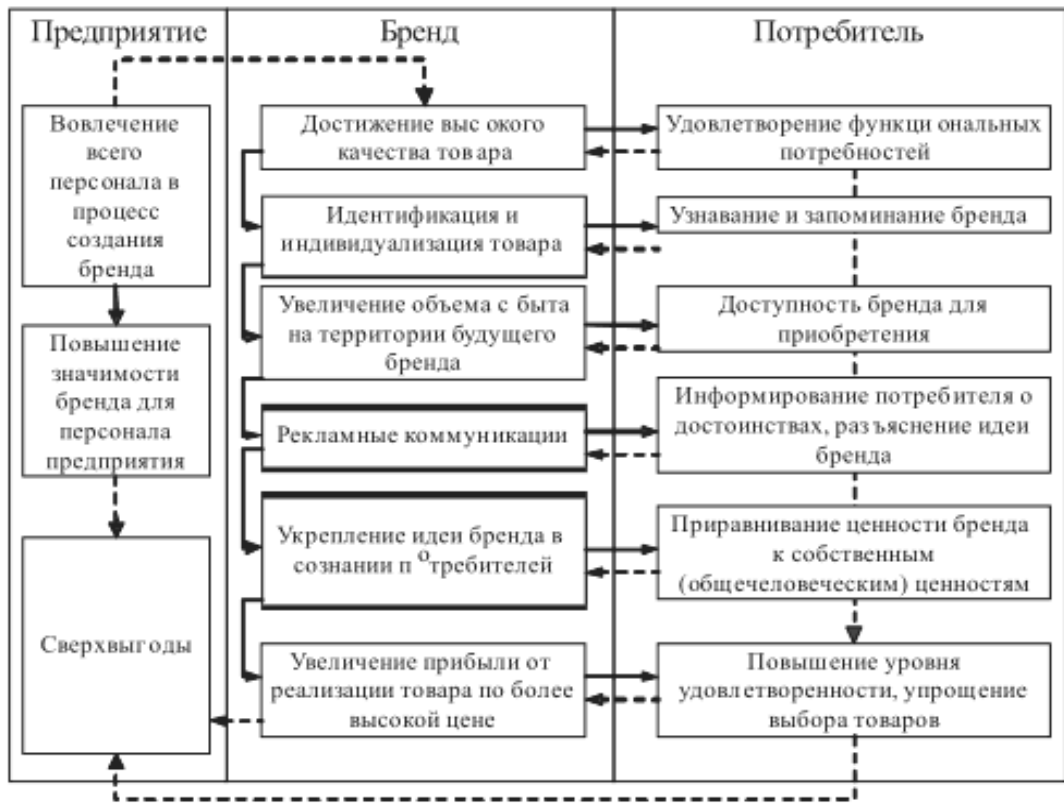 Предприятие
Бренд
Потребитель
Вовлечение
всего
персонала в
процесс
создания
бренда
Повышение
значимости
бренда для
персонала
предприятия
Сверхвыгоды
Достижение выс окого
качества товара
Идентификация и
индивидуализация товара
Увеличение объема с быта
на территории будущего
бренда
Рекламные коммуникации
Укрепление идеи бренда в
сознании п отребителей
Увеличение прибыли от
реализации товара по более
высокой цене
Удовлетворение функци ональных
потребностей
Узнавание и запоминание бренда
Доступность бренда для
приобретения
Информирование потребителя о
достоинствах, разъяснение идеи
бренда
Приравнивание ценности бренда
к собственным
(общечеловеческим) ценностям
Повышение уровня
удовлетворенности, упрощение
выбора товаров